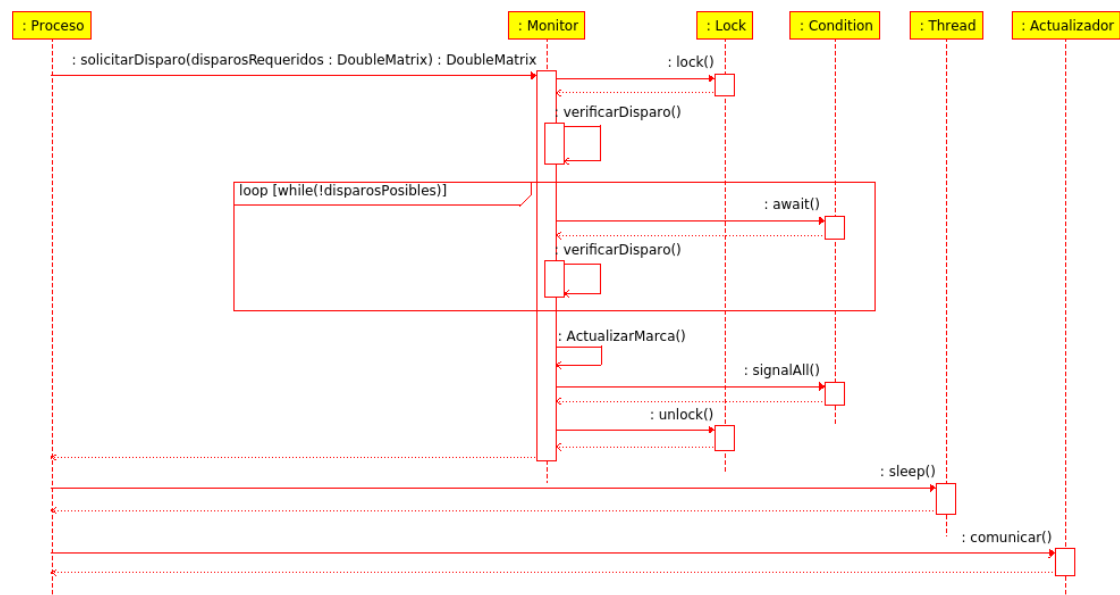 : Proceso
: Monitor
: Lock
: Condition
: Thread
: Actualizador
: solicitarDisparo(disparosRequeridos : DoubleMatrix) : DoubleMatrix
: lock()
: verificarDisparo()
loop [while(!disparosPosibles)]
: await()
: verificarDisparo()
: ActualizarMarca()
: signalAll()
: unlock()
: sleep()
: comunicar()